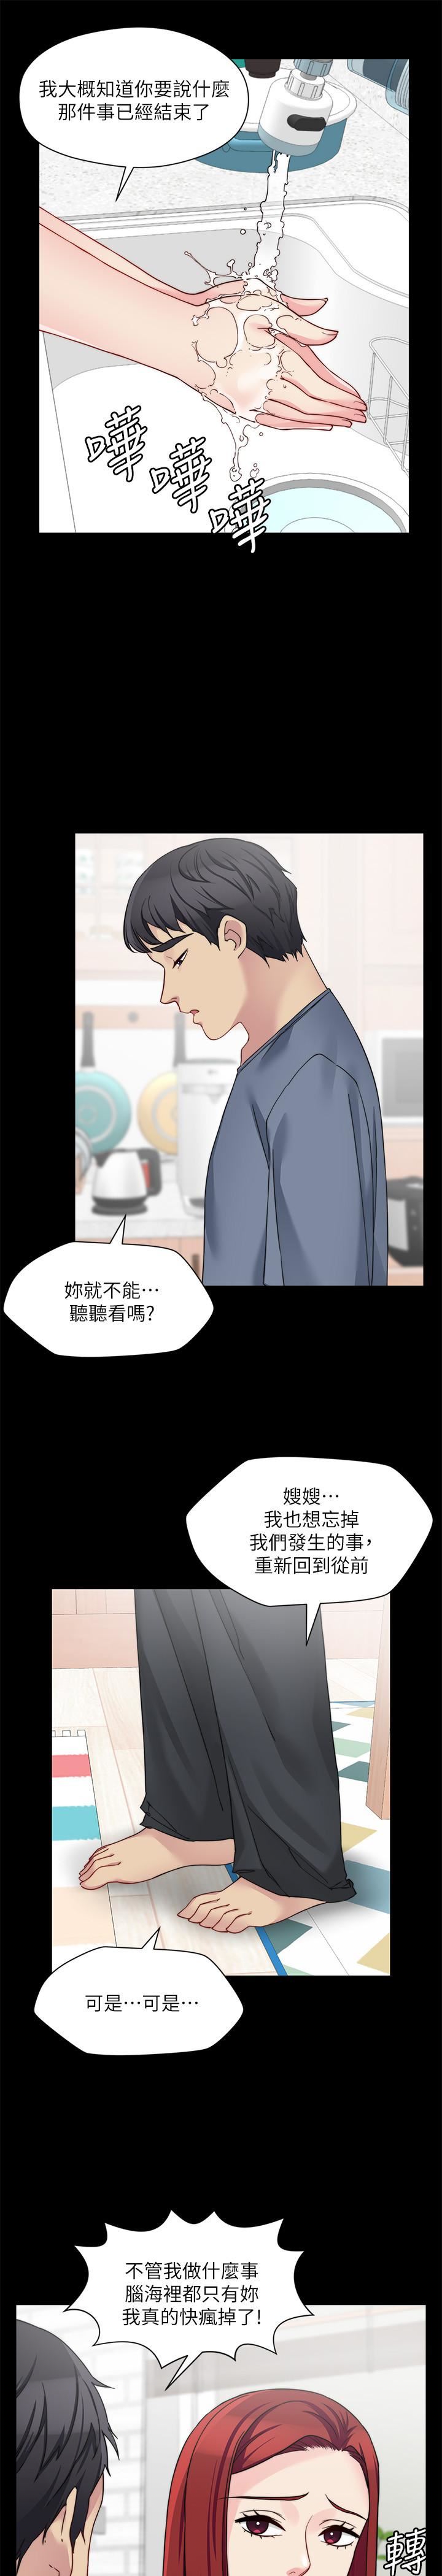 我大概知道你要說什麼
那件事已經結束了
嘩
嘩
嘩
妳就不能…
聽聽看嗎?
嫂嫂…
我也想忘掉
我們發生的事,
重新回到從前
可是…可是…
不管我做什麼事
腦海裡都只有妳
我真的快瘋掉了!
轉